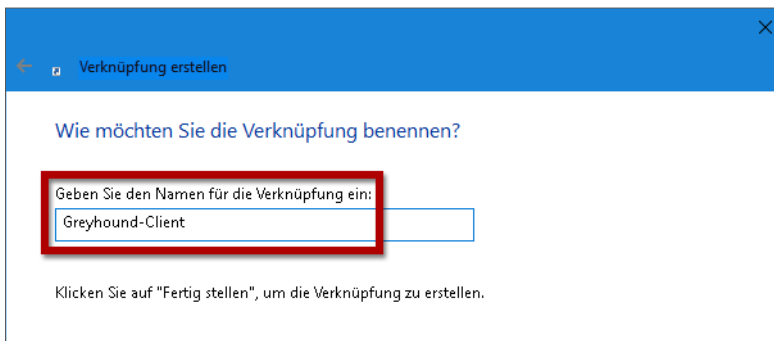 Verknüpfung erstellen
Wie möchten Sie die Verknüpfung benennen?
Geben Sie den Namen für die Verknüpfung ein:
Greyhound-Client
Klicken Sie auf "Fertig stellen", um die Verknüpfung zu erstellen.